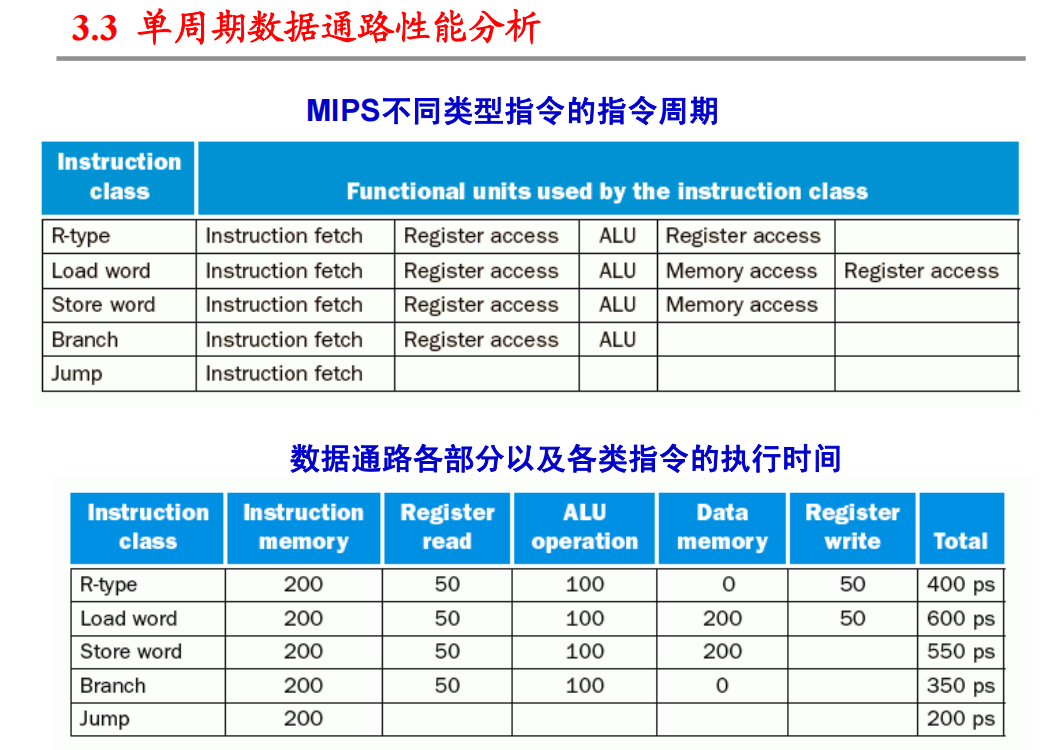 3.3 单周期数据通路性能分析
MIPS不同类型指令的指令周期
Instruction class Functional units used by the instruction class
R-type Instruction fetch Register access ALU Register access
Load word Instruction fetch Register access ALU Memory access Register access
Store word Instruction fetch Register access ALU Memory access
Branch Instruction fetch Register access ALU
Jump Instruction fetch
数据通路各部分以及各类指令的执行时间
Instruction class Instruction memory Register read ALU operation Data memory Register write Total
R-type 200 50 100 0 50 400 ps
Load word 200 50 100 200 50 600 ps
Store word 200 50 100 200 550 ps
Branch 200 50 100 0 350 ps
Jump 200 200 ps